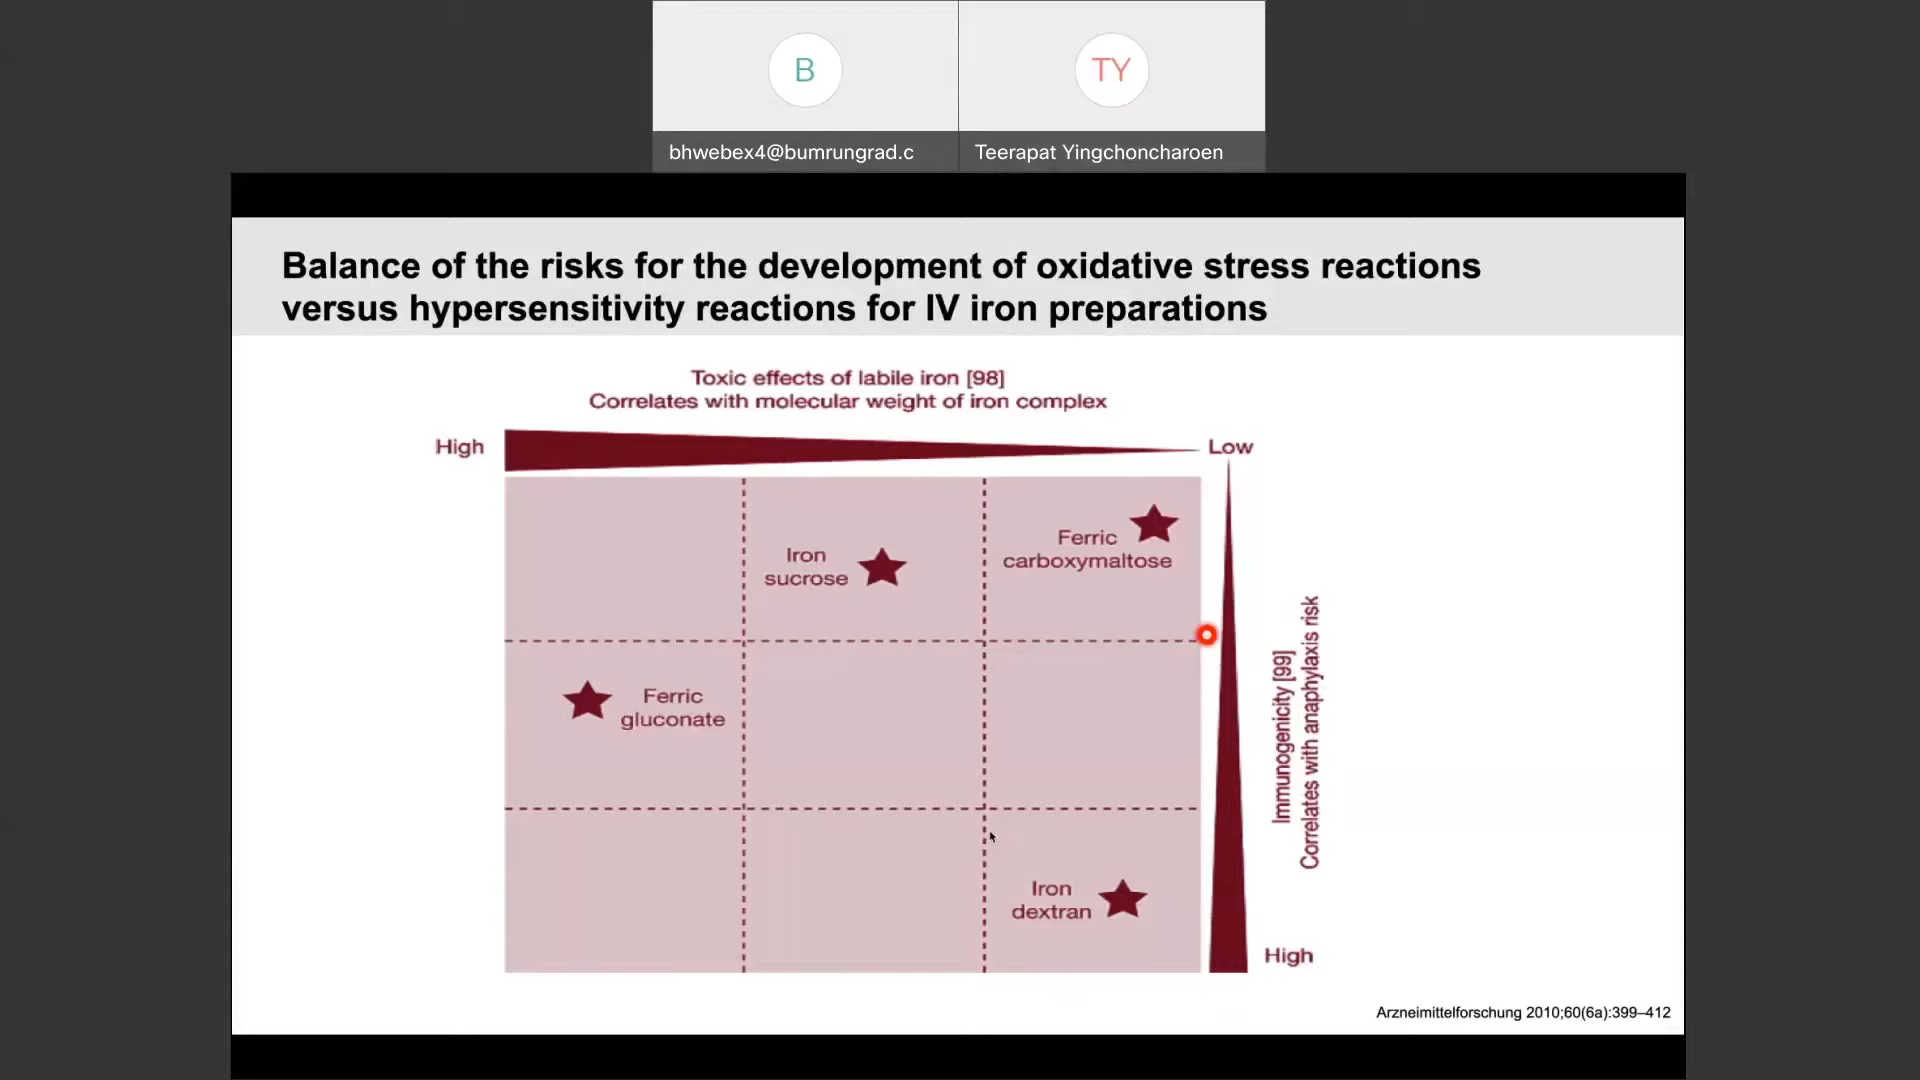 B
TY
bhwebex4@bumrungrad.c
Teerapat Yingchoncharoen
Balance of the risks for the development of oxidative stress reactions
versus hypersensitivity reactions for IV iron preparations
Toxic effects of labile iron [98]
Correlates with molecular weight of iron complex
High
Low
Iron
sucrose
Ferric
carboxymaltose
Ferric
gluconate
Iron
dextran
Immunogenicity [99]
Correlates with anaphylaxis risk
High
Arzneimittelforschung 2010;60(6a):399–412